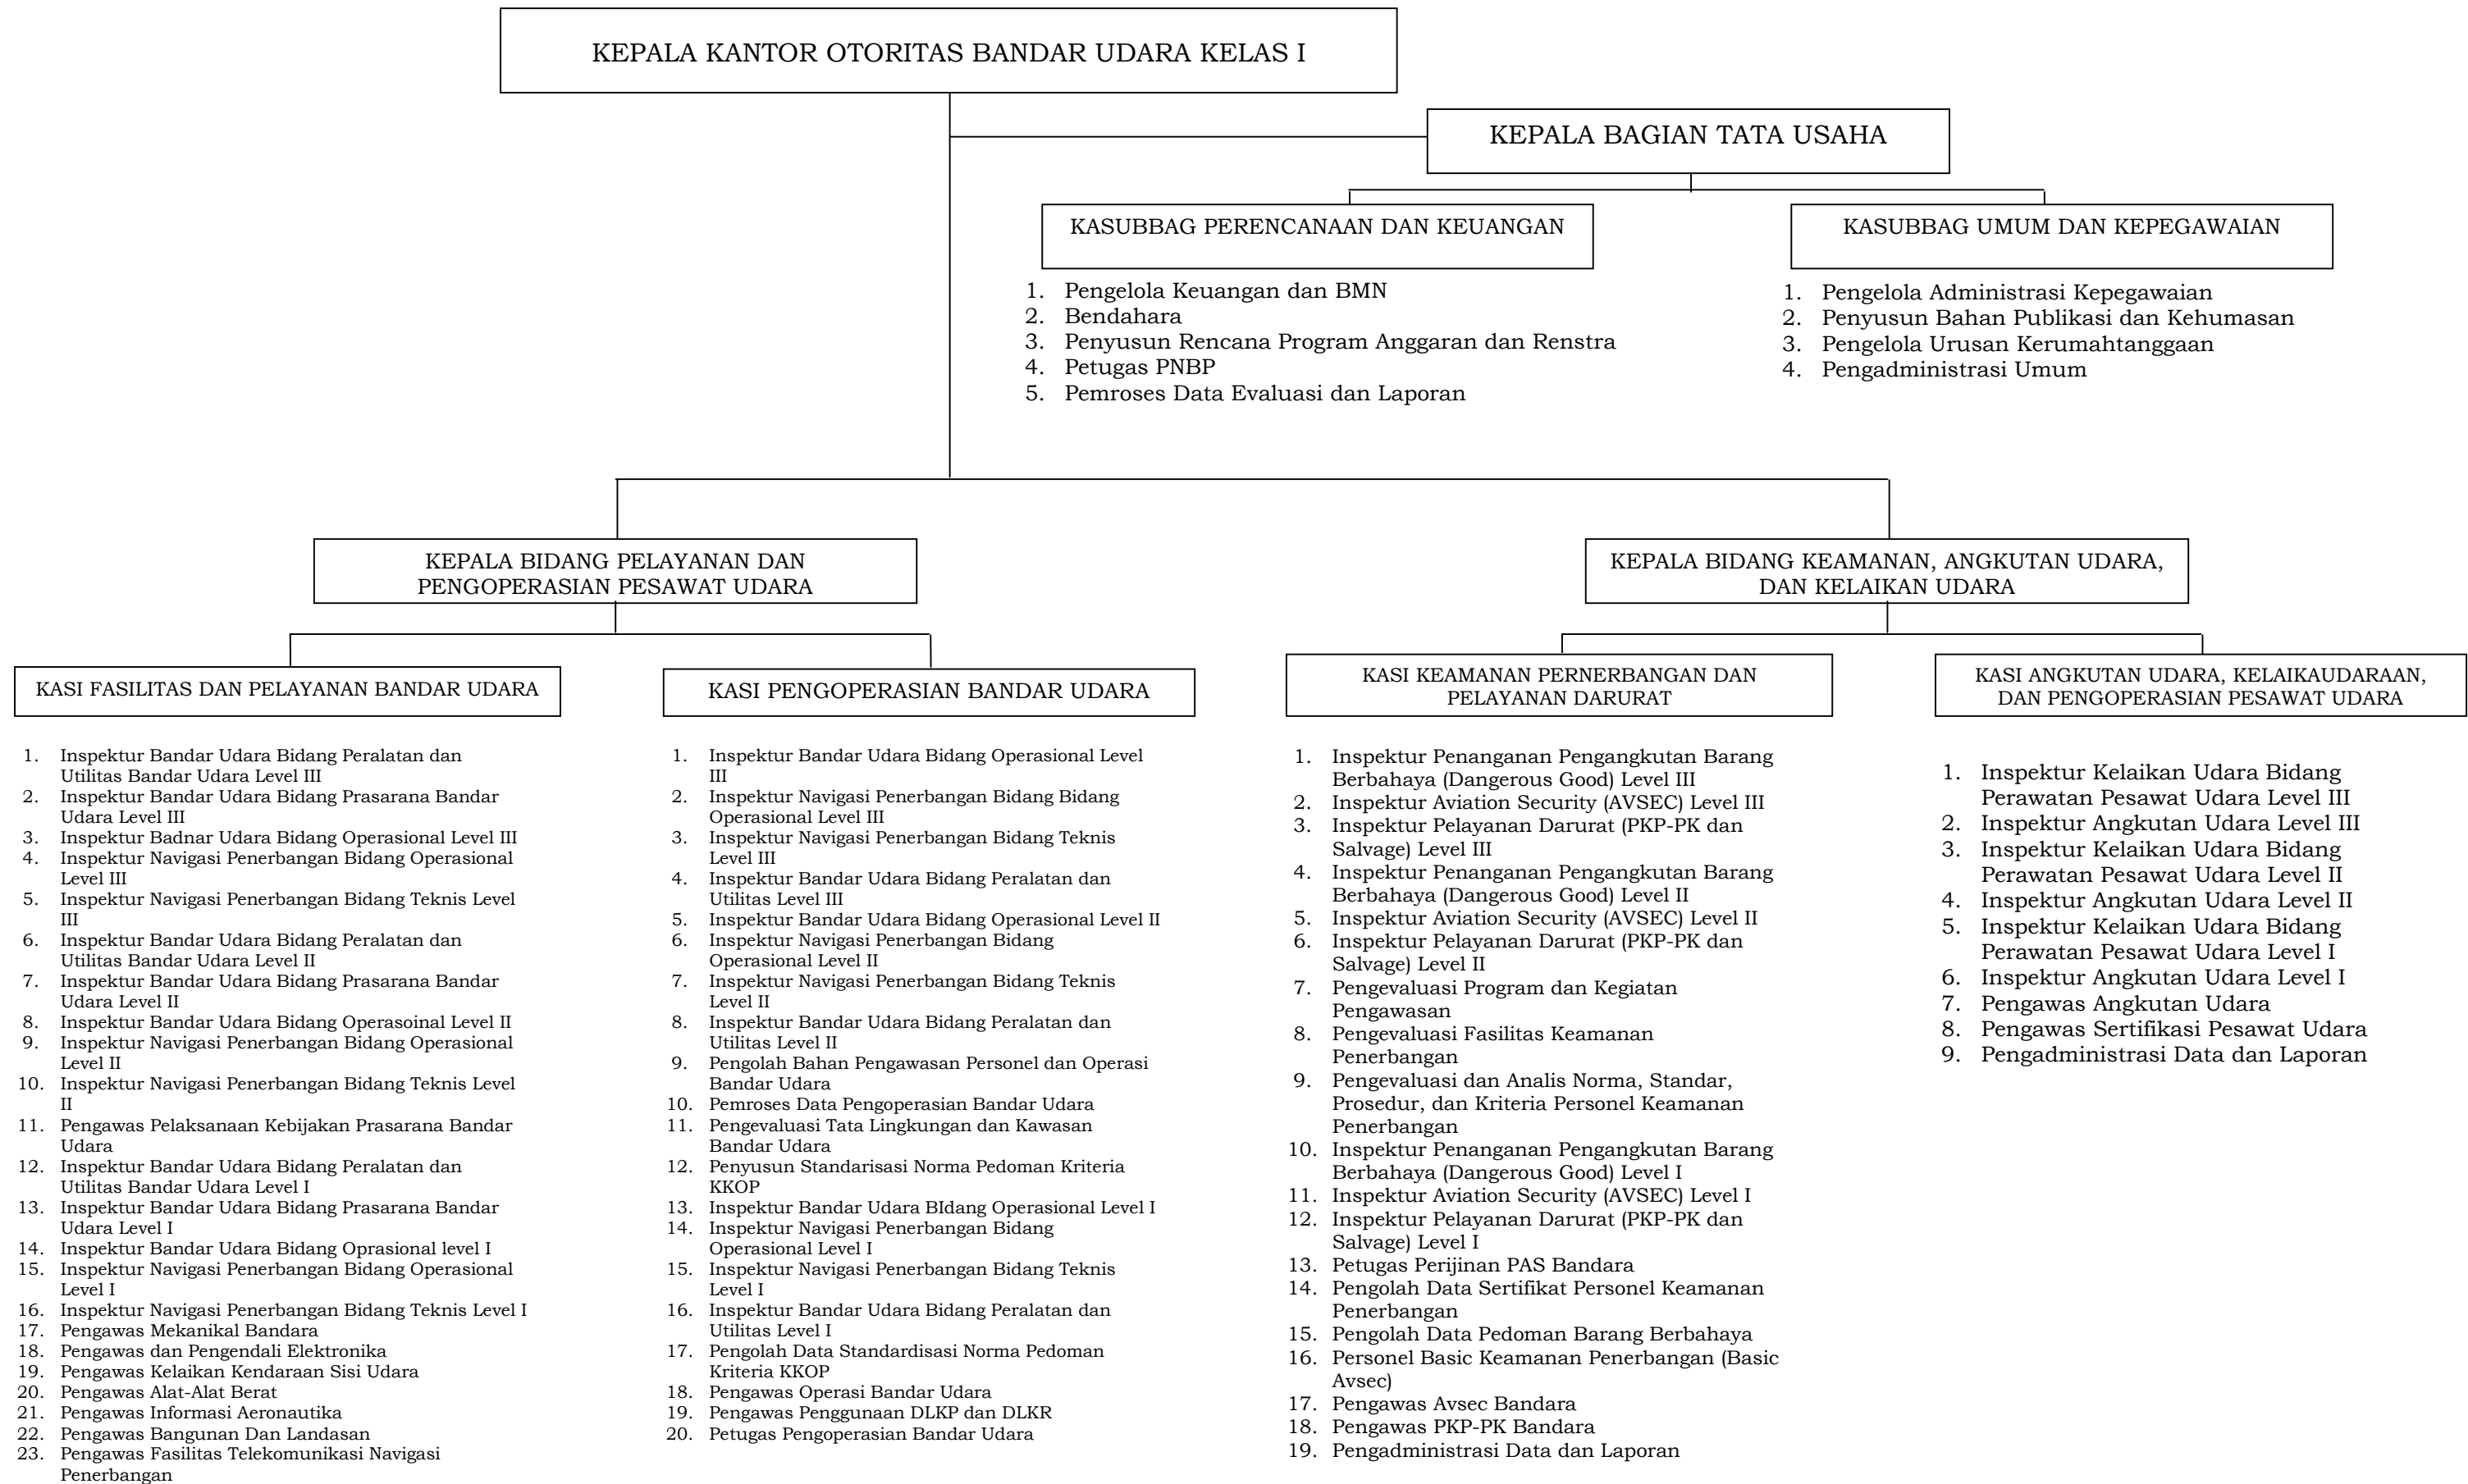 KEPALA KANTOR OTORITAS BANDAR UDARA KELAS I
KEPALA BAGIAN TATA USAHA
KASUBBAG PERENCANAAN DAN KEUANGAN
1. Pengelola Keuangan dan BMN
2. Bendahara
3. Penyusun Rencana Program Anggaran dan Renstra
4. Petugas PNBP
5. Pemroses Data Evaluasi dan Laporan
KASUBBAG UMUM DAN KEPEGAWAIAN
1. Pengelola Administrasi Kepegawaian
2. Penyusun Bahan Publikasi dan Kehumasan
3. Pengelola Urusan Kerumahtanggaan
4. Pengadministrasi Umum
KEPALA BIDANG PELAYANAN DAN
PENGOPERASIAN PESAWAT UDARA
KEPALA BIDANG KEAMANAN, ANGKUTAN UDARA,
DAN KELAIKAN UDARA
KASI FASILITAS DAN PELAYANAN BANDAR UDARA
1. Inspektur Bandar Udara Bidang Peralatan dan
Utilitas Bandar Udara Level III
2. Inspektur Bandar Udara Bidang Prasarana Bandar
Udara Level III
3. Inspektur Badnar Udara Bidang Operasional Level III
4. Inspektur Navigasi Penerbangan Bidang Operasional
Level III
5. Inspektur Navigasi Penerbangan Bidang Teknis Level
III
6. Inspektur Bandar Udara Bidang Peralatan dan
Utilitas Bandar Udara Level II
7. Inspektur Bandar Udara Bidang Prasarana Bandar
Udara Level II
8. Inspektur Bandar Udara Bidang Operasoinal Level II
9. Inspektur Navigasi Penerbangan Bidang Operasional
Level II
10. Inspektur Navigasi Penerbangan Bidang Teknis Level
II
11. Pengawas Pelaksanaan Kebijakan Prasarana Bandar
Udara
12. Inspektur Bandar Udara Bidang Peralatan dan
Utilitas Bandar Udara Level I
13. Inspektur Bandar Udara Bidang Prasarana Bandar
Udara Level I
14. Inspektur Bandar Udara Bidang Oprasional level I
15. Inspektur Navigasi Penerbangan Bidang Operasional
Level I
16. Inspektur Navigasi Penerbangan Bidang Teknis Level I
17. Pengawas Mekanikal Bandara
18. Pengawas dan Pengendali Elektronika
19. Pengawas Kelaikan Kendaraan Sisi Udara
20. Pengawas Alat-Alat Berat
21. Pengawas Informasi Aeronautika
22. Pengawas Bangunan Dan Landasan
23. Pengawas Fasilitas Telekomunikasi Navigasi
Penerbangan
KASI PENGOPERASIAN BANDAR UDARA
1. Inspektur Bandar Udara Bidang Operasional Level
III
2. Inspektur Navigasi Penerbangan Bidang Bidang
Operasional Level III
3. Inspektur Navigasi Penerbangan Bidang Teknis
Level III
4. Inspektur Bandar Udara Bidang Peralatan dan
Utilitas Level III
5. Inspektur Bandar Udara Bidang Operasional Level II
6. Inspektur Navigasi Penerbangan Bidang
Operasional Level II
7. Inspektur Navigasi Penerbangan Bidang Teknis
Level II
8. Inspektur Bandar Udara Bidang Peralatan dan
Utilitas Level II
9. Pengolah Bahan Pengawasan Personel dan Operasi
Bandar Udara
10. Pemroses Data Pengoperasian Bandar Udara
11. Pengevaluasi Tata Lingkungan dan Kawasan
Bandar Udara
12. Penyusun Standarisasi Norma Pedoman Kriteria
KKOP
13. Inspektur Bandar Udara BIdang Operasional Level I
14. Inspektur Navigasi Penerbangan Bidang
Operasional Level I
15. Inspektur Navigasi Penerbangan Bidang Teknis
Level I
16. Inspektur Bandar Udara Bidang Peralatan dan
Utilitas Level I
17. Pengolah Data Standardisasi Norma Pedoman
Kriteria KKOP
18. Pengawas Operasi Bandar Udara
19. Pengawas Penggunaan DLKP dan DLKR
20. Petugas Pengoperasian Bandar Udara
KASI KEAMANAN PERNERBANGAN DAN
PELAYANAN DARURAT
1. Inspektur Penanganan Pengangkutan Barang
Berbahaya (Dangerous Good) Level III
2. Inspektur Aviation Security (AVSEC) Level III
3. Inspektur Pelayanan Darurat (PKP-PK dan
Salvage) Level III
4. Inspektur Penanganan Pengangkutan Barang
Berbahaya (Dangerous Good) Level II
5. Inspektur Aviation Security (AVSEC) Level II
6. Inspektur Pelayanan Darurat (PKP-PK dan
Salvage) Level II
7. Pengevaluasi Program dan Kegiatan
Pengawasan
8. Pengevaluasi Fasilitas Keamanan
Penerbangan
9. Pengevaluasi dan Analis Norma, Standar,
Prosedur, dan Kriteria Personel Keamanan
Penerbangan
10. Inspektur Penanganan Pengangkutan Barang
Berbahaya (Dangerous Good) Level I
11. Inspektur Aviation Security (AVSEC) Level I
12. Inspektur Pelayanan Darurat (PKP-PK dan
Salvage) Level I
13. Petugas Perijinan PAS Bandara
14. Pengolah Data Sertifikat Personel Keamanan
Penerbangan
15. Pengolah Data Pedoman Barang Berbahaya
16. Personel Basic Keamanan Penerbangan (Basic
Avsec)
17. Pengawas Avsec Bandara
18. Pengawas PKP-PK Bandara
19. Pengadministrasi Data dan Laporan
KASI ANGKUTAN UDARA, KELAIKAUDARAAN,
DAN PENGOPERASIAN PESAWAT UDARA
1. Inspektur Kelaikan Udara Bidang
Perawatan Pesawat Udara Level III
2. Inspektur Angkutan Udara Level III
3. Inspektur Kelaikan Udara Bidang
Perawatan Pesawat Udara Level II
4. Inspektur Angkutan Udara Level II
5. Inspektur Kelaikan Udara Bidang
Perawatan Pesawat Udara Level I
6. Inspektur Angkutan Udara Level I
7. Pengawas Angkutan Udara
8. Pengawas Sertifikasi Pesawat Udara
9. Pengadministrasi Data dan Laporan